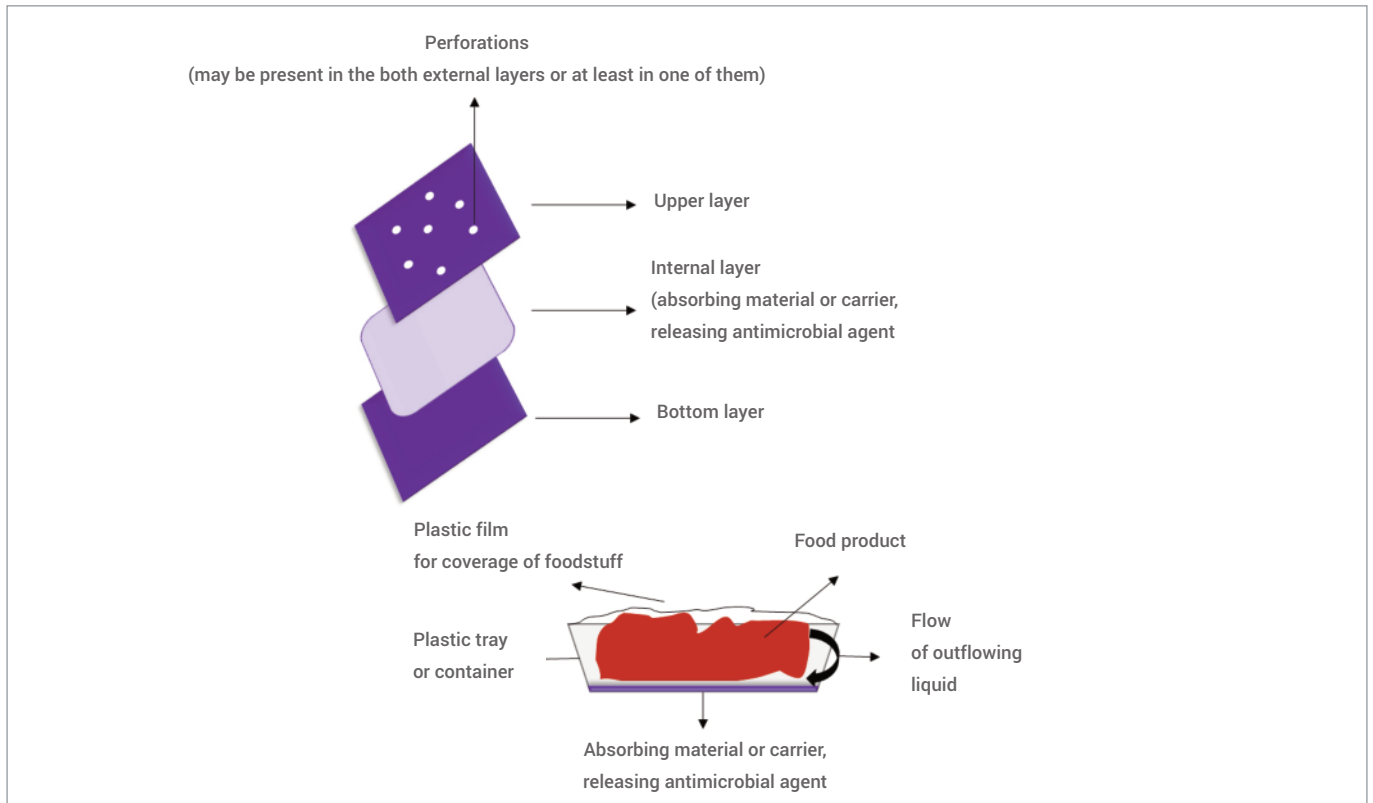 Perforations
(may be present in the both external layers or at least in one of them)
Upper layer
Internal layer
(absorbing material or carrier,
releasing antimicrobial agent
Bottom layer
Plastic film
for coverage of foodstuff
Food product
Plastic tray
or container
Flow
of outflowing
liquid
Absorbing material or carrier,
releasing antimicrobial agent